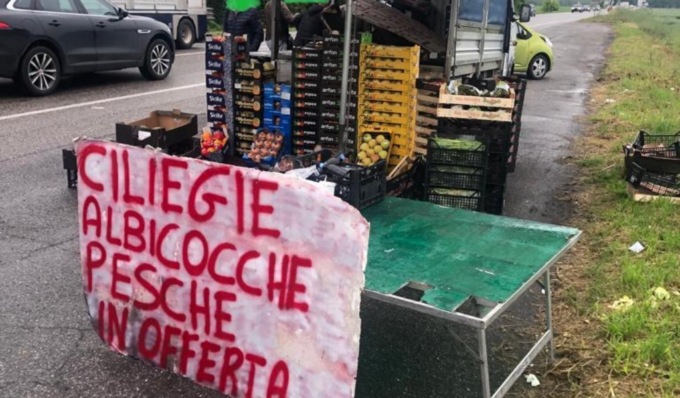 CILIEGIE
ALBICOCCHE
PESCHE
IN OFFERTA